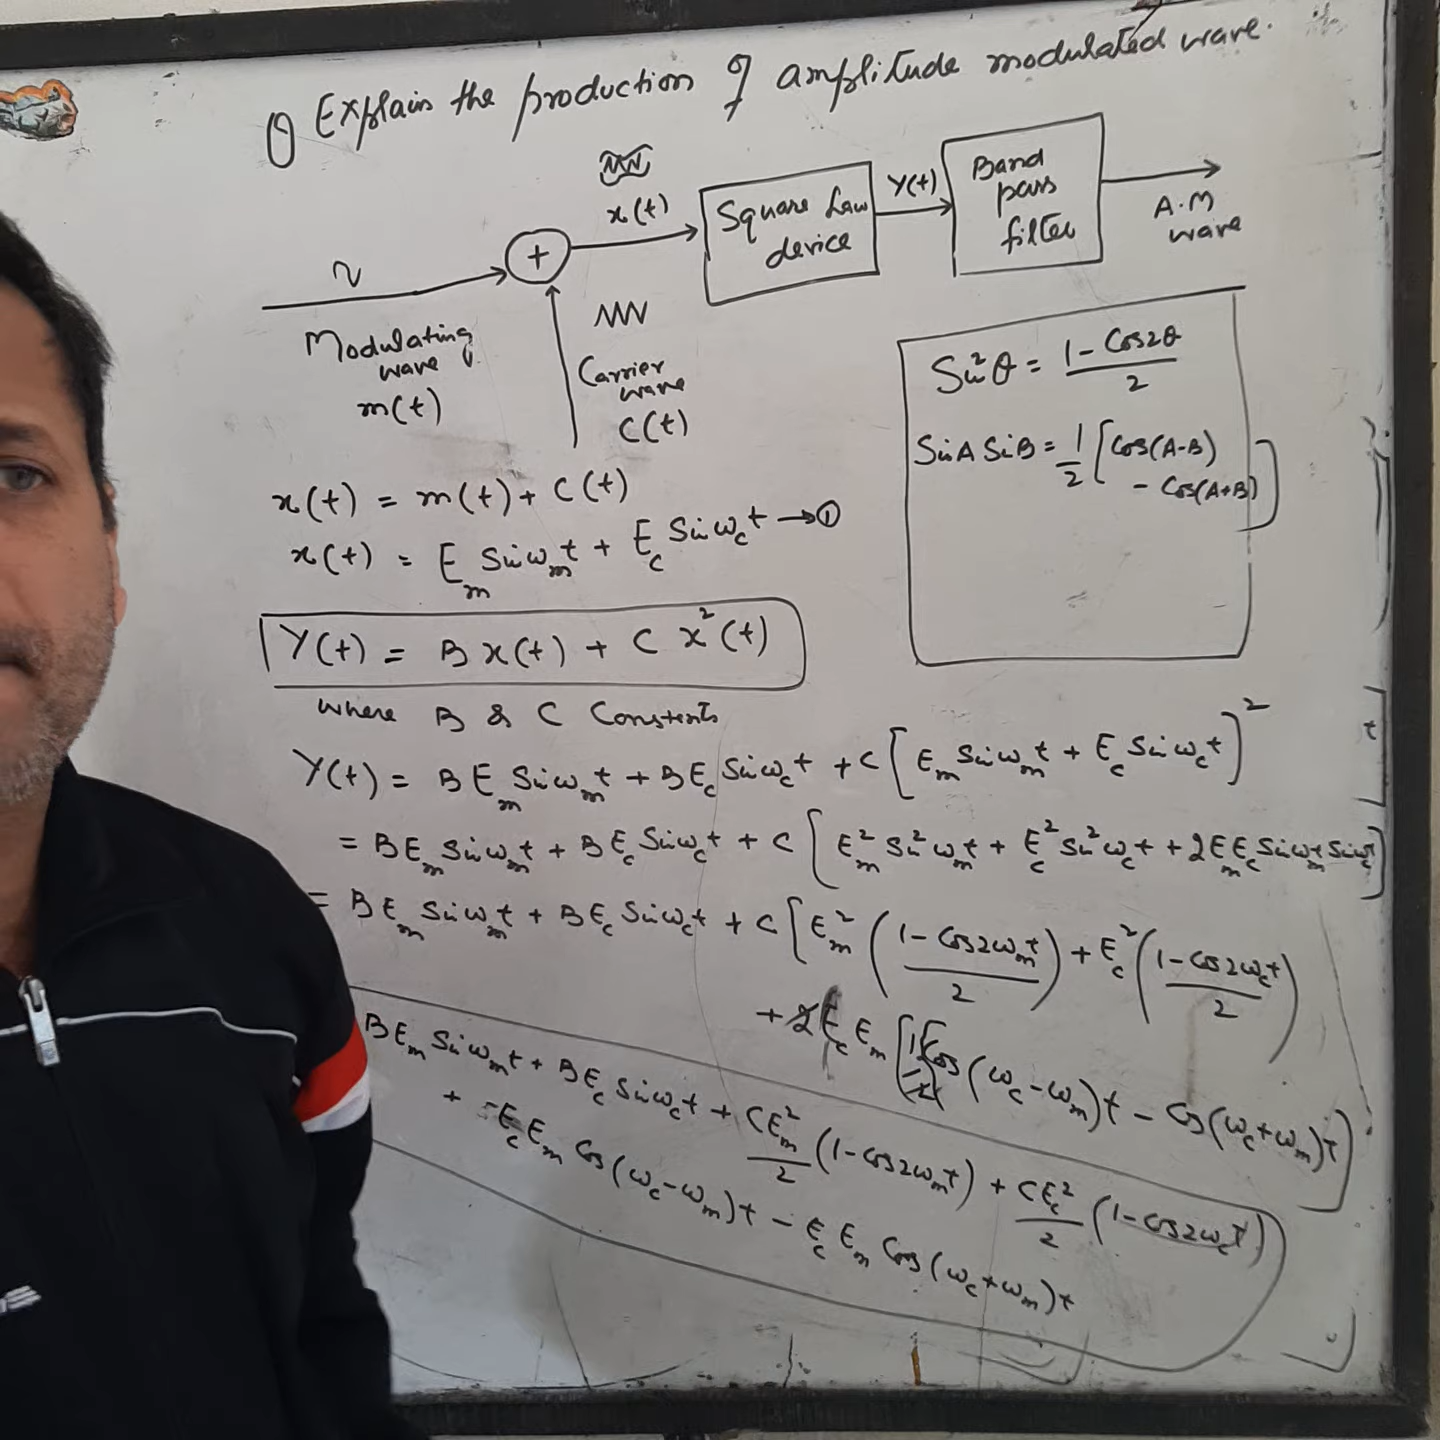 Q Explain the production of amplitude modulated wave.
Modulating wave m(t)
+
x(t)
Carrier wave C(t)
Square Law device
Y(t)
Band pass filter
A.M wave
Sin²θ = (1 - Cos2θ)/2
SinA SinB = 1/2 [Cos(A-B) - Cos(A+B)]
x(t) = m(t) + C(t)
x(t) = E_m Sinω_m t + E_c Sinω_c t → ①
Y(t) = B x(t) + C x²(t)
where B & C Constents
Y(t) = B E_m Sinω_m t + B E_c Sinω_c t + C [E_m Sinω_m t + E_c Sinω_c t]²
= B E_m Sinω_m t + B E_c Sinω_c t + C [E_m² Sin²ω_m t + E_c² Sin²ω_c t + 2E_m E_c Sinω_m t Sinω_c t]
= B E_m Sinω_m t + B E_c Sinω_c t + C [E_m² ((1 - Cos2ω_m t)/2) + E_c² ((1 - Cos2ω_c t)/2)
+ 2E_c E_m [1/2 Cos(ω_c - ω_m)t - Cos(ω_c + ω_m)t]
B E_m Sinω_m t + B E_c Sinω_c t + CE_m²/2 (1 - Cos2ω_m t) + CE_c²/2 (1 - Cos2ω_c t)
+ E_c E_m Cos(ω_c - ω_m)t - E_c E_m Cos(ω_c + ω_m)t